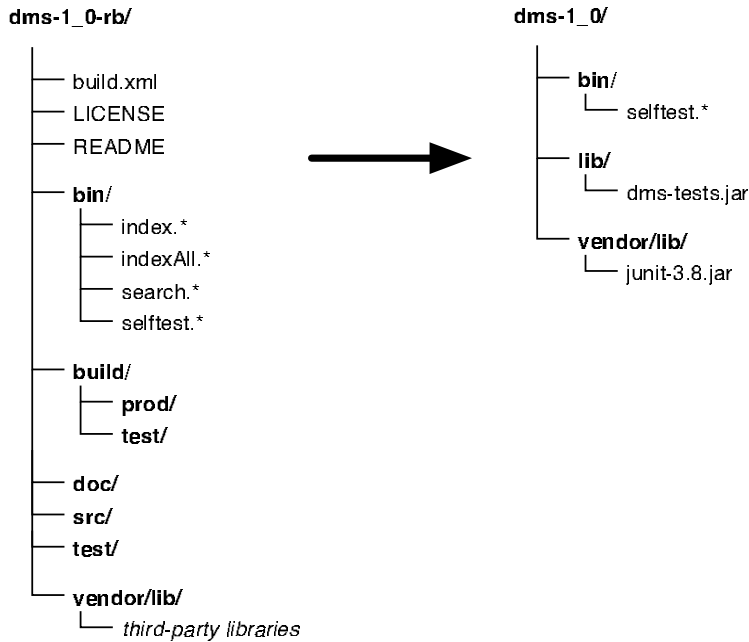 dms-1_0-rb/
build.xml
LICENSE
README
bin/
index.*
indexAll.*
search.*
selftest.*
build/
prod/
test/
doc/
src/
test/
vendor/lib/
third-party libraries
dms-1_0/
bin/
selftest.*
lib/
dms-tests.jar
vendor/lib/
junit-3.8.jar